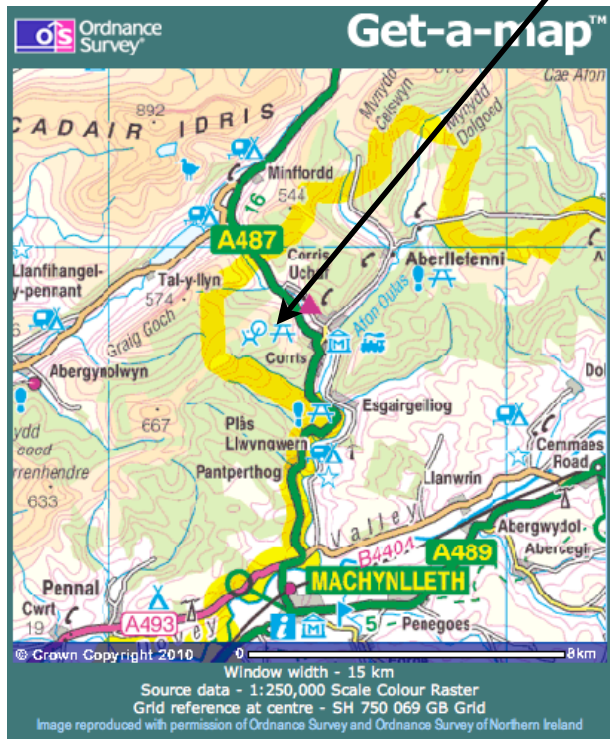 Ordnance Survey®
Get-a-map™
Cae Afon
892
CADAIR IDRIS
Mynydd Ceiswyn
Mynydd Dolgoed
Minffordd
544
16
A487
Corris Uchaf
Aberllefenni
Llanfihangel-y-pennant
Tal-y-llyn
574
Graig Goch
Afon Dulas
Corris
Abergynolwyn
667
Plâs Llwyngwern
Esgairgeiliog
Pantperthog
Cemmaes Road
Llanwrin
633
Valley
Abergwydol
B4404
A489
MACHYNLLETH
Pennal
Cwrt
19
A493
5
Penegoes
© Crown Copyright 2010
0
8km
Window width - 15 km
Source data - 1:250,000 Scale Colour Raster
Grid reference at centre - SH 750 069 GB Grid
Image reproduced with permission of Ordnance Survey and Ordnance Survey of Northern Ireland